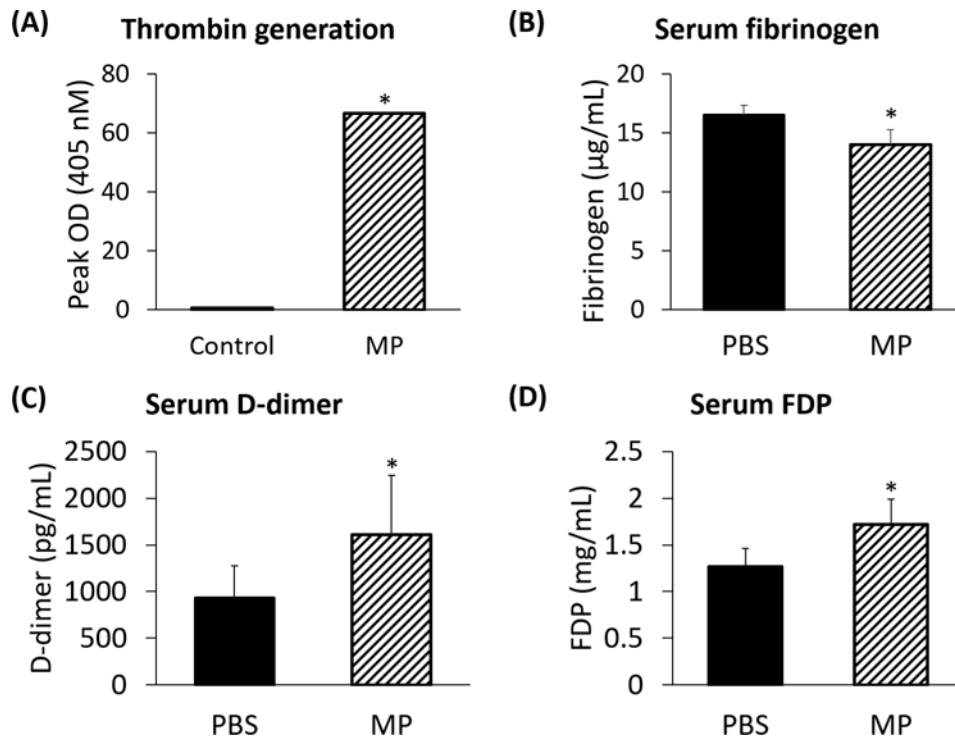 (A) Thrombin generation
Peak OD (405 nM)
80
60
40
20
0
*
Control MP
(B) Serum fibrinogen
Fibrinogen (µg/mL)
20
15
10
5
0
*
PBS MP
(C) Serum D-dimer
D-dimer (pg/mL)
2500
2000
1500
1000
500
0
*
PBS MP
(D) Serum FDP
FDP (mg/mL)
2.5
2
1.5
1
0.5
0
*
PBS MP